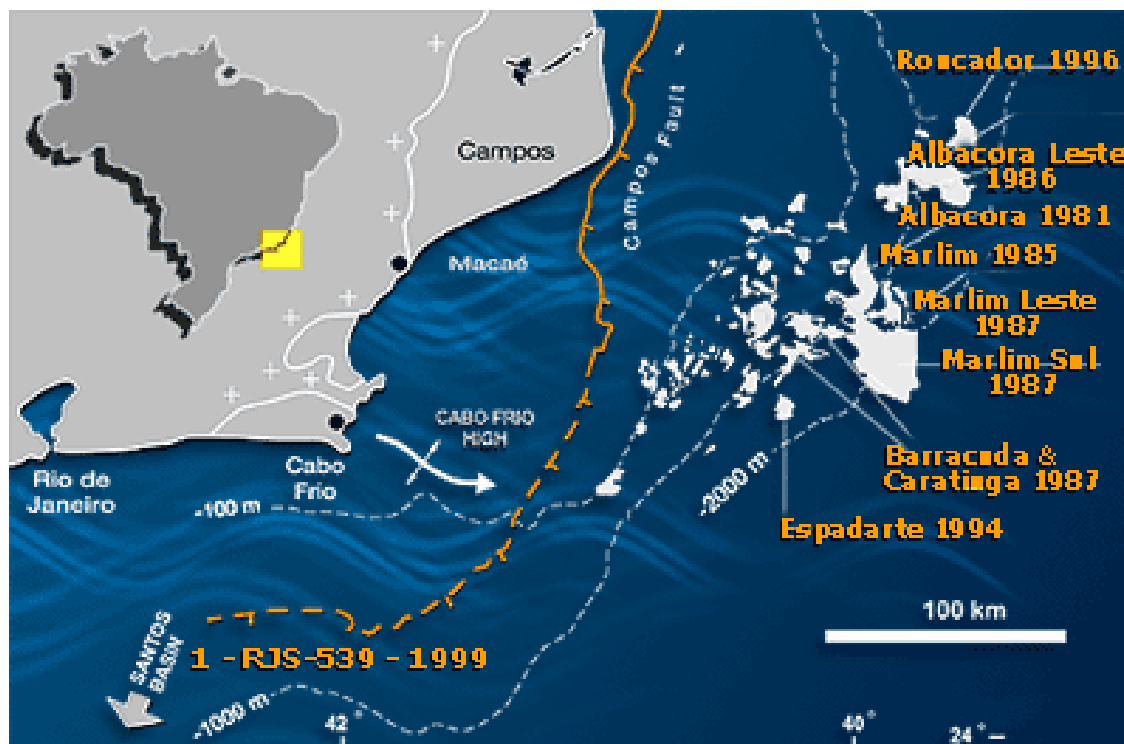 Roncador 1996
Campos
Campos Fault
Albacora Leste
1986
Albacora 1981
Macaé
Marlim 1985
Marlim Leste
1987
Marlim Sul
1987
CABO FRIO
HIGH
Barracuda &
Caratinga 1987
Rio de
Janeiro
Cabo
Frio
-100 m
-2000 m
Espadarte 1994
100 km
SANTOS
BASIN
1 - RJS-539 - 1999
-1000 m
42°
40°
24° –